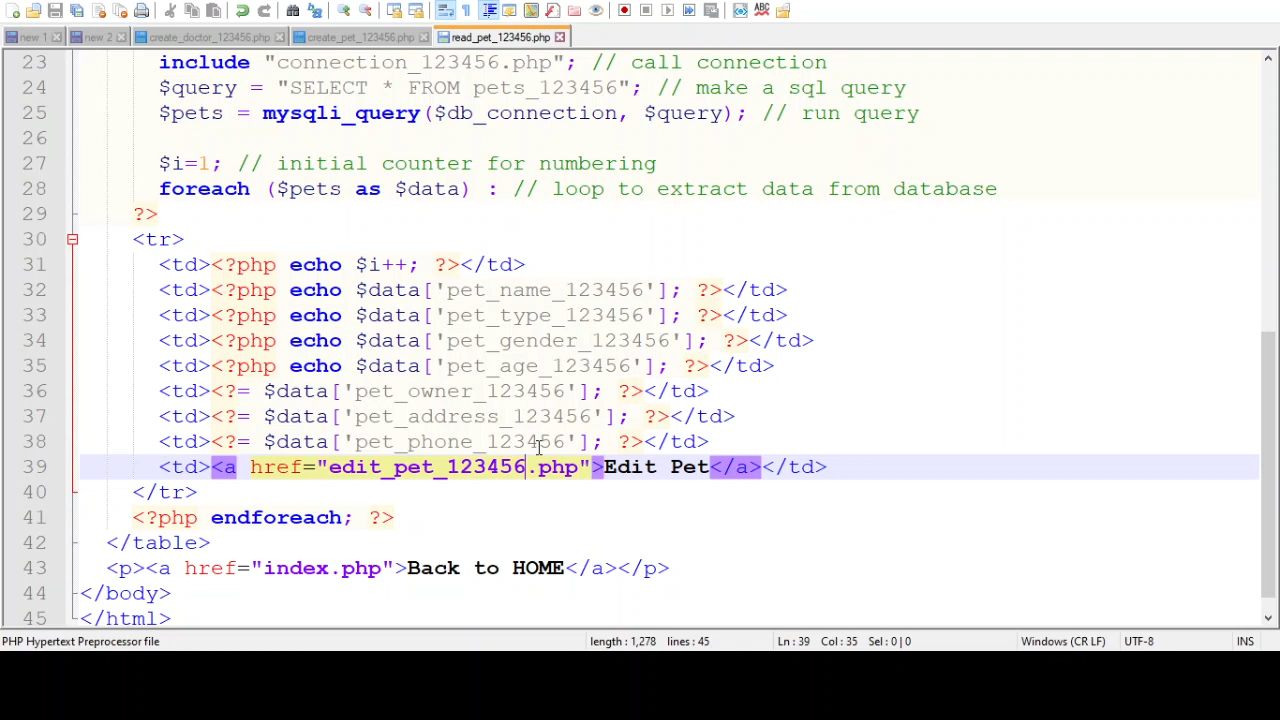 new 1 new 2 create_doctor_123456.php create_pet_123456.php read_pet_123456.php
23 include "connection_123456.php"; // call connection
24 $query = "SELECT * FROM pets_123456"; // make a sql query
25 $pets = mysqli_query($db_connection, $query); // run query
26
27 $i=1; // initial counter for numbering
28 foreach ($pets as $data) : // loop to extract data from database
29 ?>
30 <tr>
31 <td><?php echo $i++; ?></td>
32 <td><?php echo $data['pet_name_123456']; ?></td>
33 <td><?php echo $data['pet_type_123456']; ?></td>
34 <td><?php echo $data['pet_gender_123456']; ?></td>
35 <td><?php echo $data['pet_age_123456']; ?></td>
36 <td><?= $data['pet_owner_123456']; ?></td>
37 <td><?= $data['pet_address_123456']; ?></td>
38 <td><?= $data['pet_phone_123456']; ?></td>
39 <td><a href="edit_pet_123456.php">Edit Pet</a></td>
40 </tr>
41 <?php endforeach; ?>
42 </table>
43 <p><a href="index.php">Back to HOME</a></p>
44 </body>
45 </html>
PHP Hypertext Preprocessor file length : 1,278 lines : 45 Ln : 39 Col : 35 Sel : 0 | 0 Windows (CR LF) UTF-8 INS